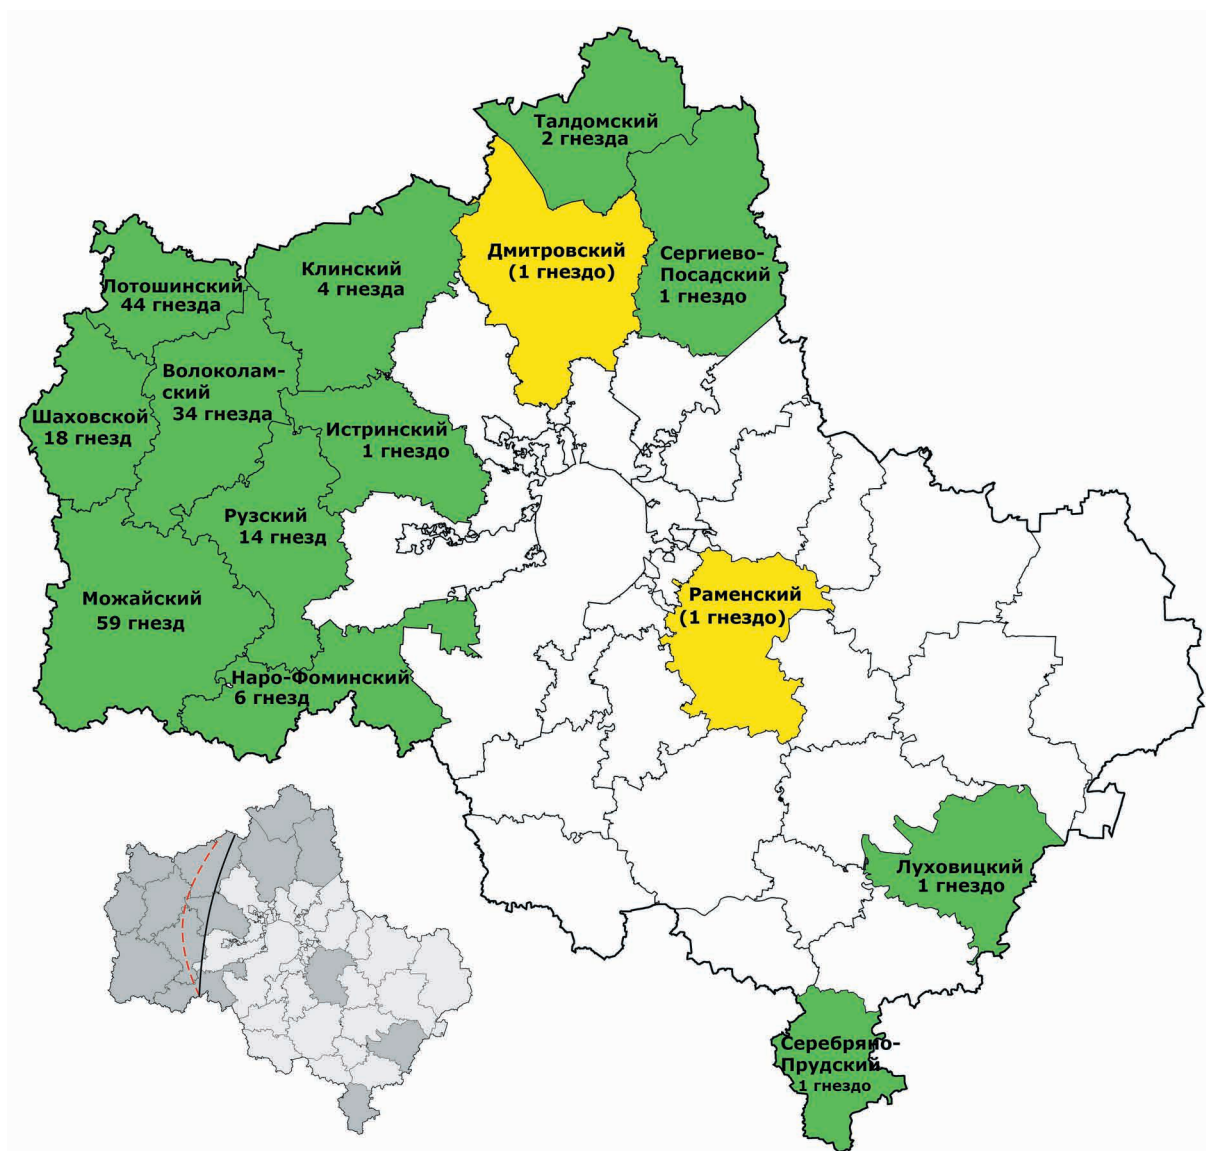 Талдомский
2 гнезда
Дмитровский
(1 гнездо)
Сергиево-
Посадский
1 гнездо
Клинский
4 гнезда
Лотошинский
44 гнезда
Волоколам-
ский
34 гнезда
Шаховской
18 гнезд
Истринский
1 гнездо
Рузский
14 гнезд
Можайский
59 гнезд
Раменский
(1 гнездо)
Наро-Фоминский
6 гнезд
Луховицкий
1 гнездо
Серебряно-
Прудский
1 гнездо